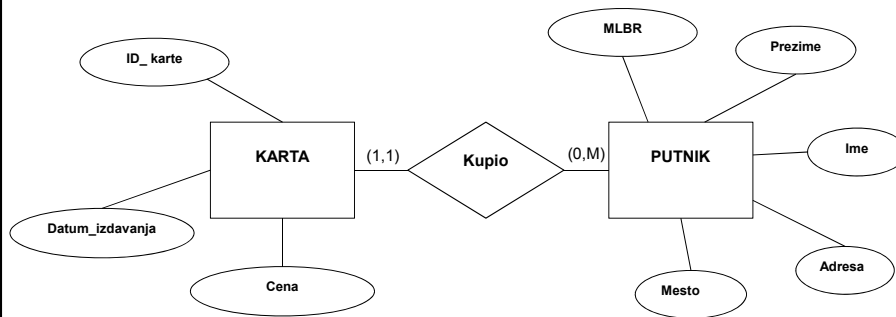 MLBR
Prezime
ID_ karte
KARTA
(1,1)
Kupio
(0,M)
PUTNIK
Ime
Datum_izdavanja
Cena
Mesto
Adresa